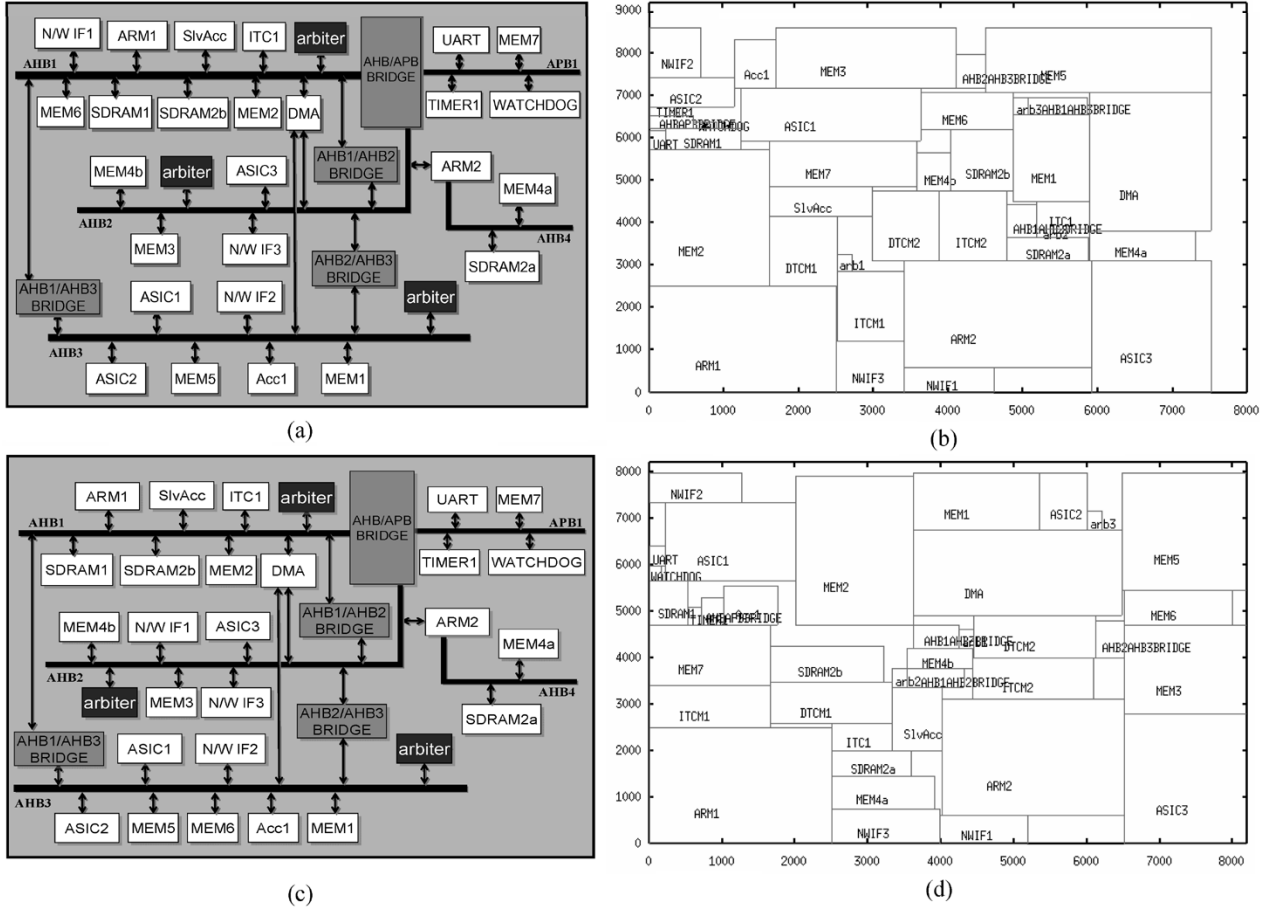 N/W IF1 ARM1 SlvAcc ITC1 arbiter
AHB/APB
BRIDGE
UART MEM7
AHB1
APB1
MEM6 SDRAM1 SDRAM2b MEM2 DMA
TIMER1 WATCHDOG
AHB1/AHB2
BRIDGE
MEM4b arbiter ASIC3
ARM2
MEM4a
AHB2
AHB4
MEM3 N/W IF3
AHB2/AHB3
BRIDGE
SDRAM2a
AHB1/AHB3
BRIDGE
ASIC1 N/W IF2 arbiter
AHB3
ASIC2 MEM5 Acc1 MEM1
(a)
9000
8000
7000
6000
5000
4000
3000
2000
1000
0
NWIF2
Acc1
MEM3
AHB2AHB3BRIDGE
MEM5
ASIC2
TIMER1
WATCHDOG
UART
SDRAM1
ASIC1
MEM6
arb3AHB1AHB3BRIDGE
MEM7
MEM4b
SDRAM2b
MEM1
DMA
SlvAcc
ITC1
MEM2
DTCM1
arb1
DTCM2
ITCM2
SDRAM2a
MEM4a
ITCM1
ARM2
ARM1
NWIF3
NWIF1
ASIC3
0 1000 2000 3000 4000 5000 6000 7000 8000
(b)
ARM1 SlvAcc ITC1 arbiter
AHB/APB
BRIDGE
UART MEM7
AHB1
APB1
SDRAM1 SDRAM2b MEM2 DMA
TIMER1 WATCHDOG
AHB1/AHB2
BRIDGE
MEM4b N/W IF1 ASIC3
ARM2
MEM4a
AHB2
AHB4
arbiter MEM3 N/W IF3
AHB2/AHB3
BRIDGE
SDRAM2a
AHB1/AHB3
BRIDGE
ASIC1 N/W IF2 arbiter
AHB3
ASIC2 MEM5 MEM6 Acc1 MEM1
(c)
8000
7000
6000
5000
4000
3000
2000
1000
0
NWIF2
MEM1
ASIC2
arb3
UART
WATCHDOG
ASIC1
MEM2
DMA
MEM5
SDRAM1
Acc1
MEM6
DTCM2
AHB2AHB3BRIDGE
MEM7
SDRAM2b
MEM4b
arb2AHB1AHB2BRIDGE
ITCM2
MEM3
ITCM1
DTCM1
ITC1
SlvAcc
SDRAM2a
MEM4a
ARM2
ARM1
NWIF3
NWIF1
ASIC3
0 1000 2000 3000 4000 5000 6000 7000 8000
(d)